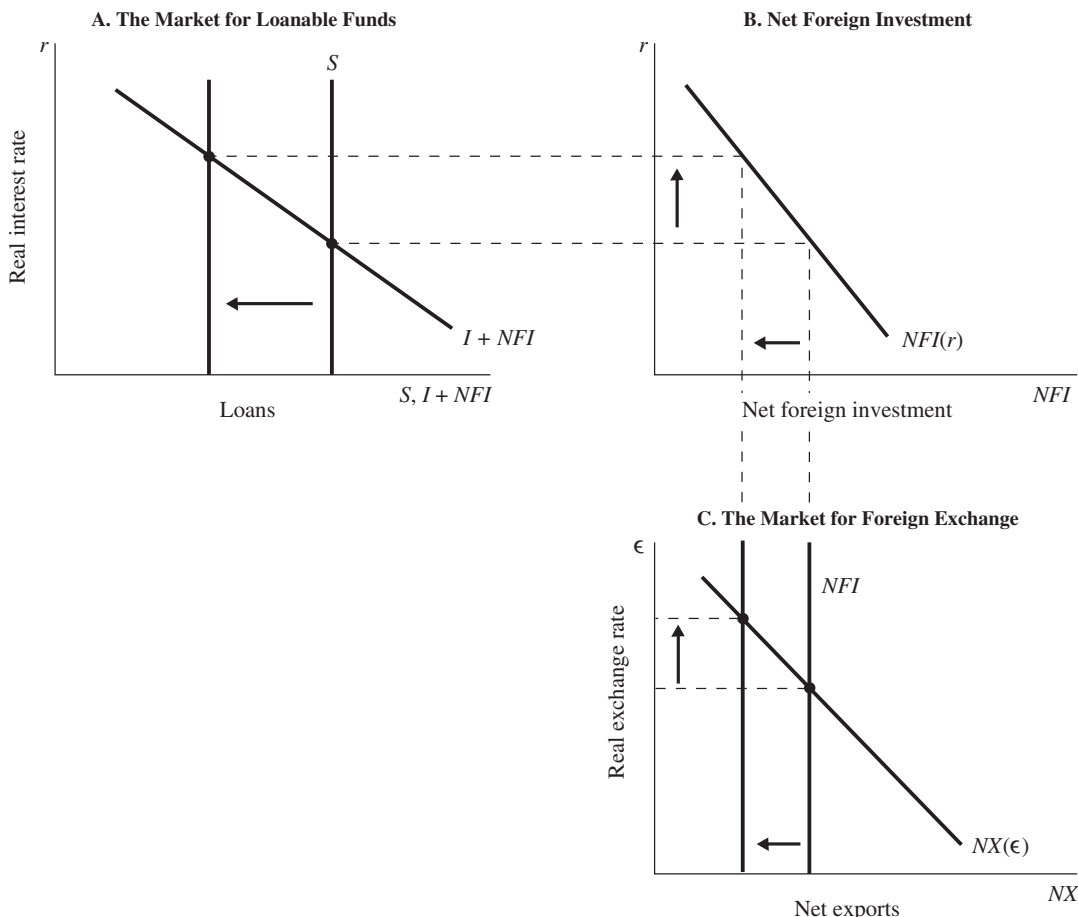 A. The Market for Loanable Funds
r
S
Real interest rate
I + NFI
S, I + NFI
Loans
B. Net Foreign Investment
r
NFI(r)
NFI
Net foreign investment
C. The Market for Foreign Exchange
ϵ
NFI
Real exchange rate
NX(ϵ)
NX
Net exports